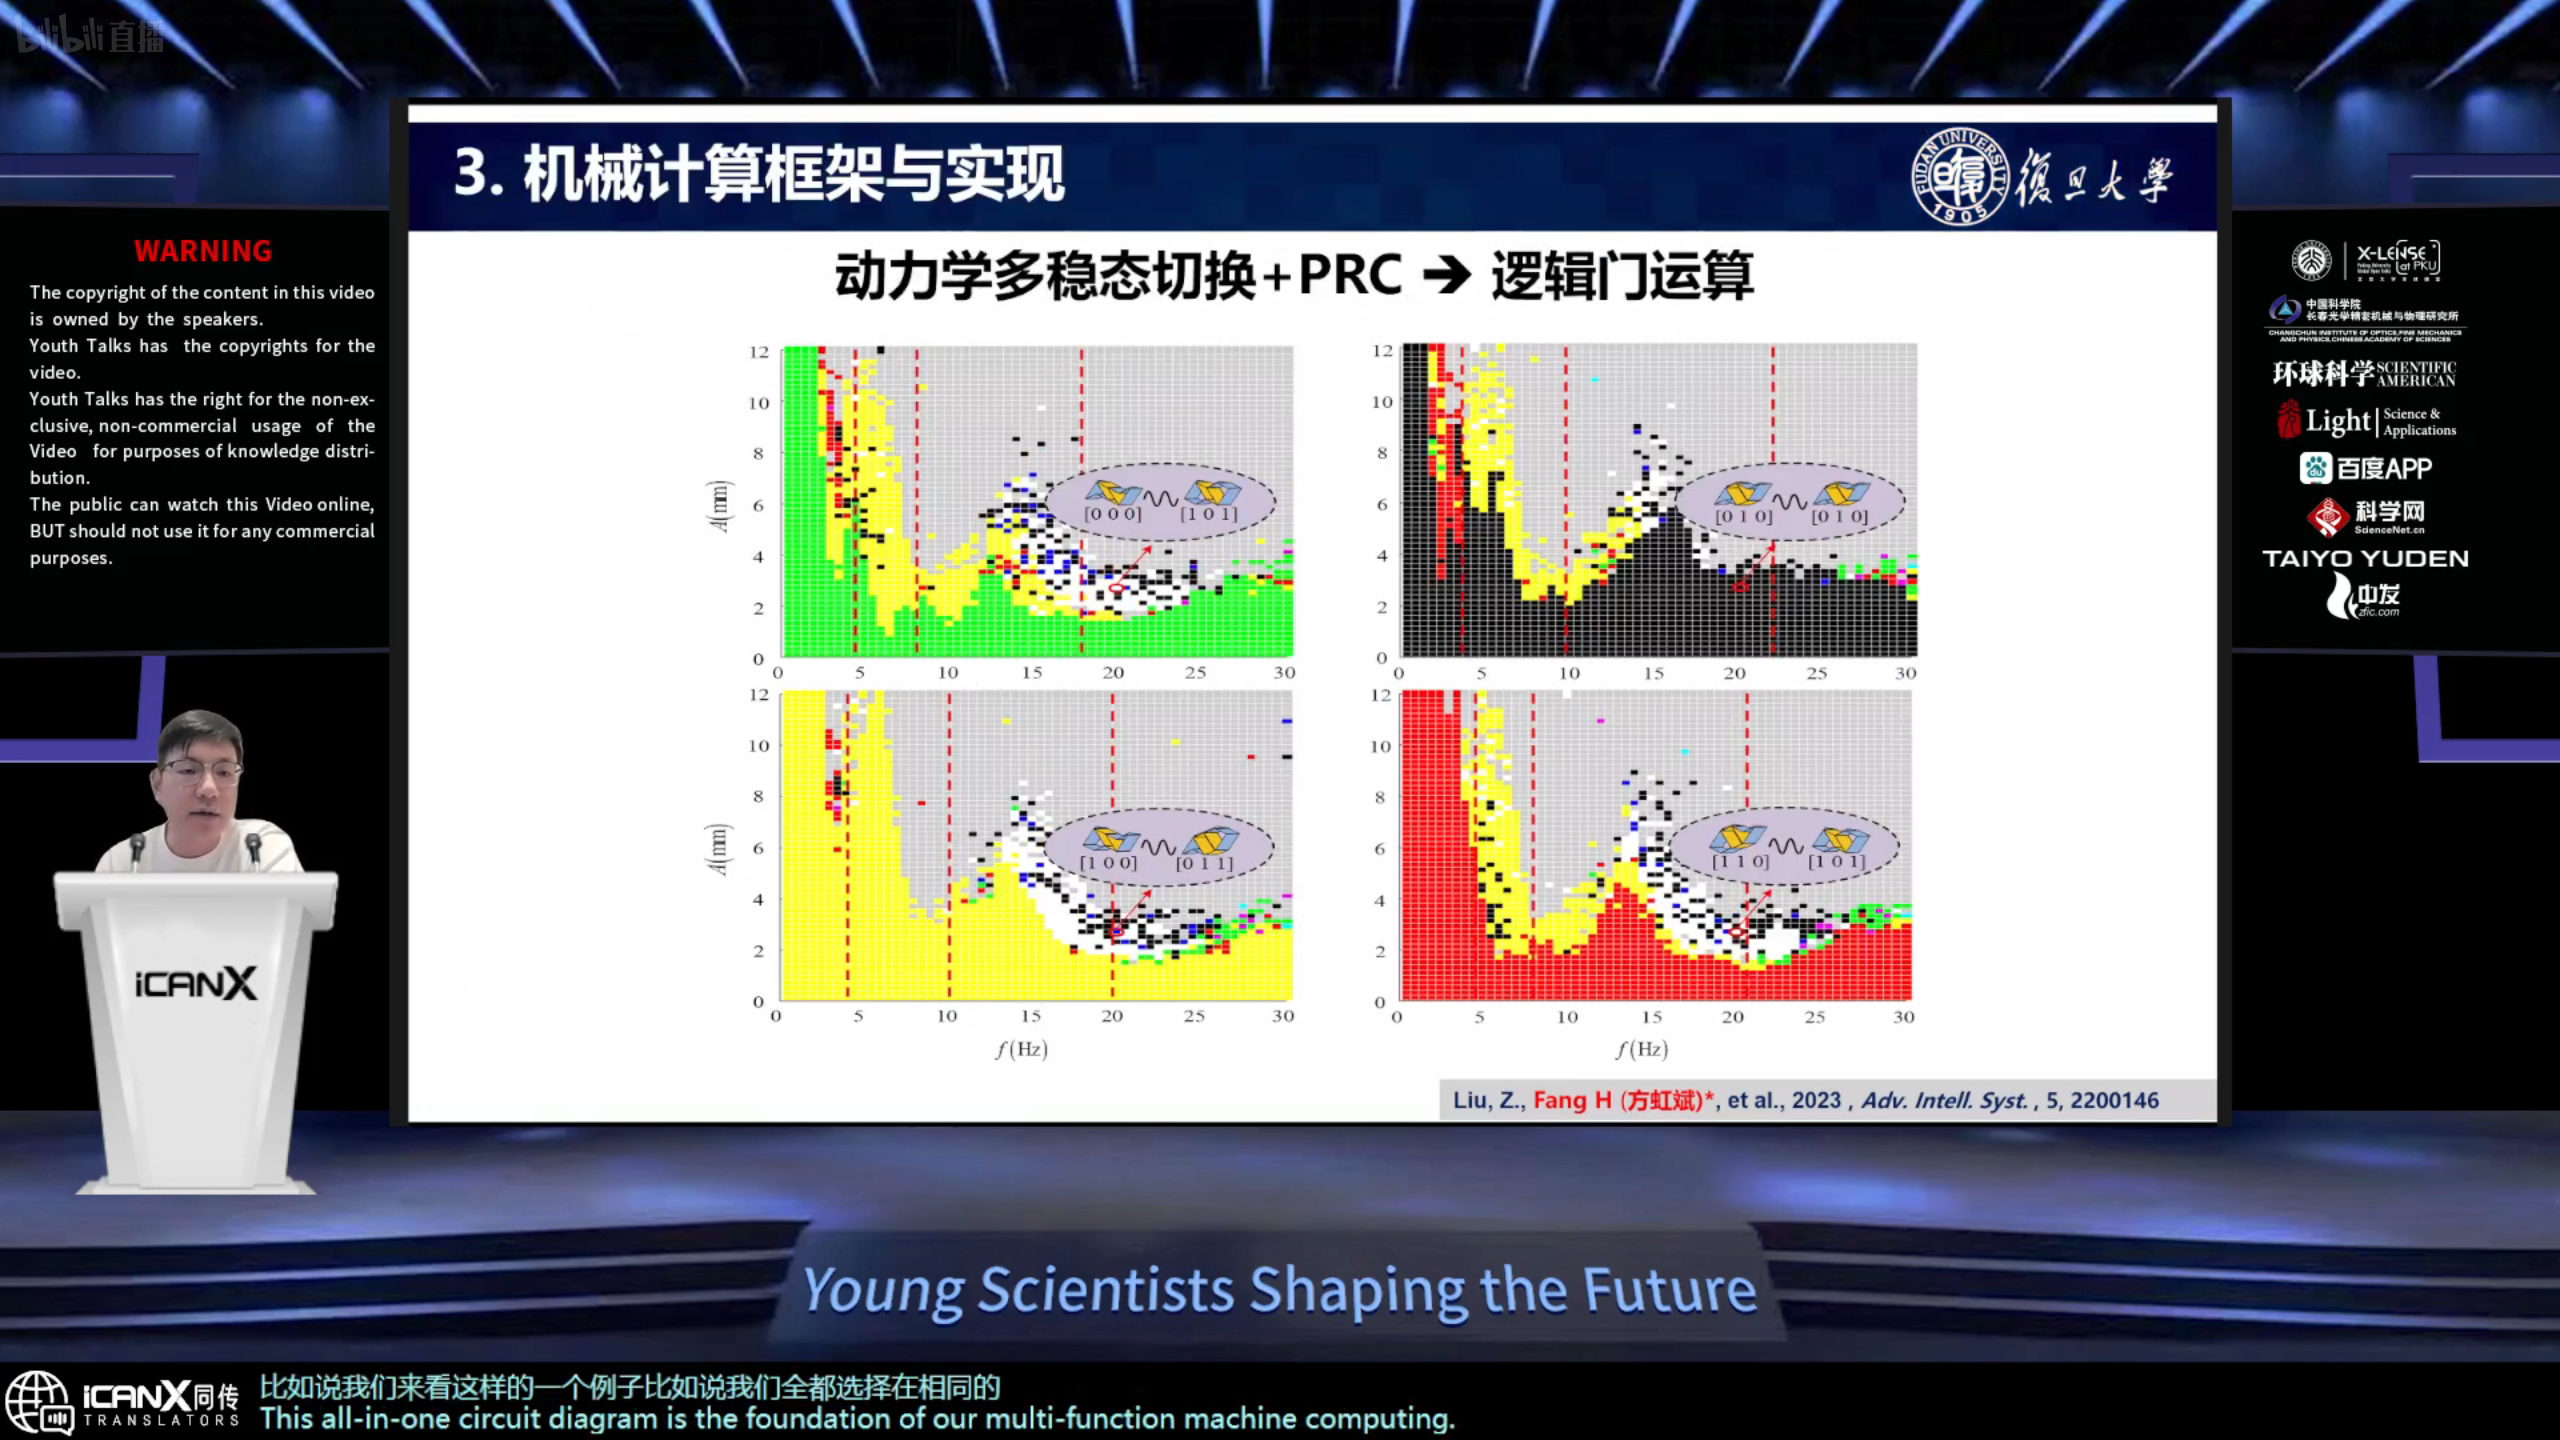 bilibili 直播
3. 机械计算框架与实现
FUDAN UNIVERSITY
1905
復旦大學
动力学多稳态切换+PRC ➔ 逻辑门运算
WARNING
The copyright of the content in this video
is owned by the speakers.
Youth Talks has the copyrights for the
video.
Youth Talks has the right for the non-ex-
clusive, non-commercial usage of the
Video for purposes of knowledge distri-
bution.
The public can watch this Video online,
BUT should not use it for any commercial
purposes.
12
10
8
6
4
2
0
A(mm)
[0 0 0] [1 0 1]
0 5 10 15 20 25 30
12
10
8
6
4
2
0
[0 1 0] [0 1 0]
0 5 10 15 20 25 30
12
10
8
6
4
2
0
A(mm)
[1 0 0] [0 1 1]
0 5 10 15 20 25 30
f(Hz)
12
10
8
6
4
2
0
[1 1 0] [1 0 1]
0 5 10 15 20 25 30
f(Hz)
Liu, Z., Fang H (方虹斌)*, et al., 2023 , Adv. Intell. Syst. , 5, 2200146
X-LENSE
at PKU
中国科学院
长春光学精密机械与物理研究所
CHANGCHUN INSTITUTE OF OPTICS,FINE MECHANICS
AND PHYSICS,CHINESE ACADEMY OF SCIENCES
环球科学 SCIENTIFIC AMERICAN
Light | Science & Applications
du 百度APP
科学网
ScienceNet.cn
TAIYO YUDEN
中发
zfic.com
iCANX
Young Scientists Shaping the Future
iCANX同传
TRANSLATORS
比如说我们来看这样的一个例子比如说我们全都选择在相同的
This all-in-one circuit diagram is the foundation of our multi-function machine computing.